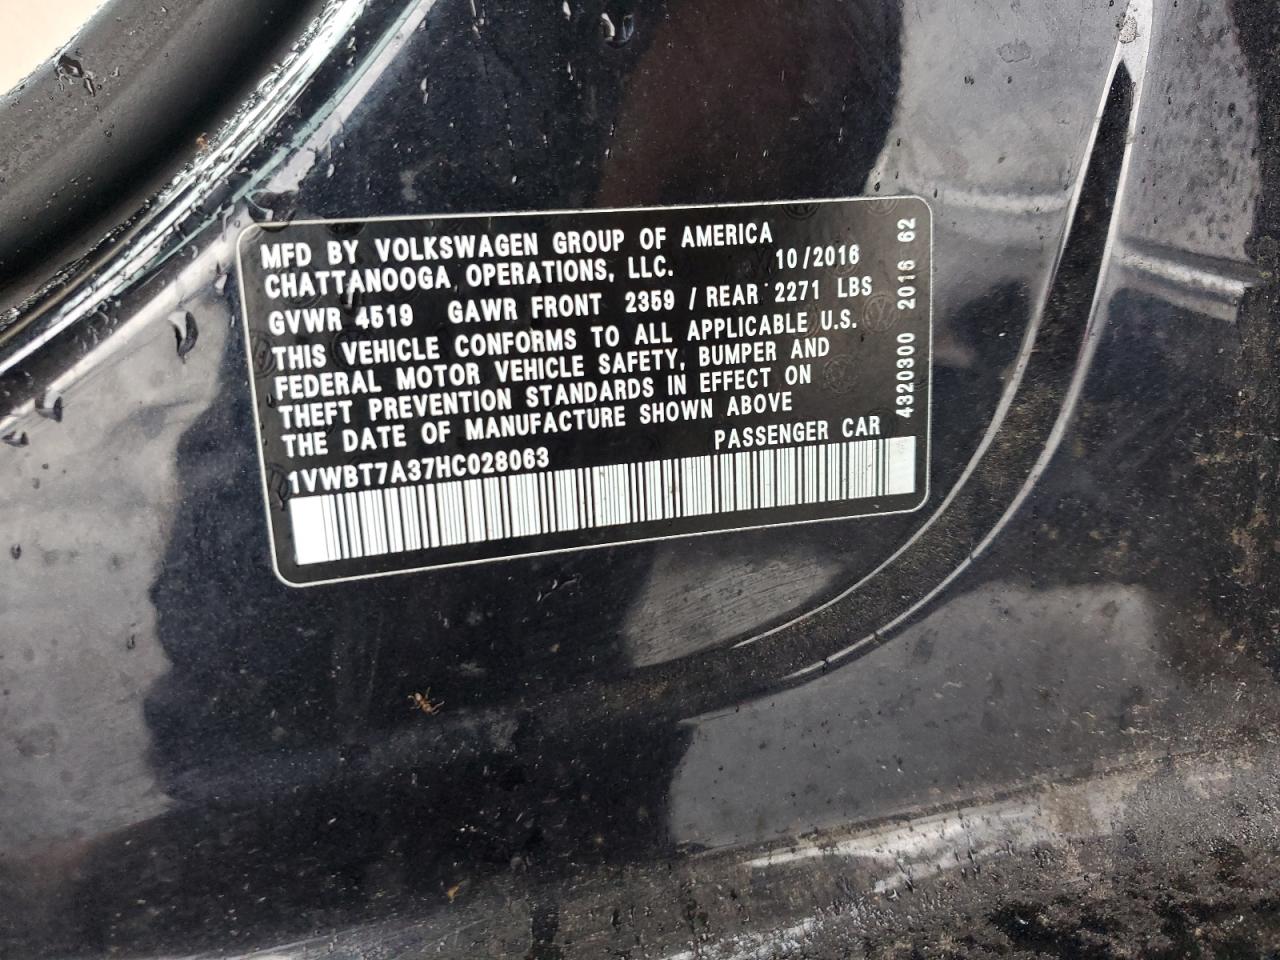 MFD BY VOLKSWAGEN GROUP OF AMERICA
CHATTANOOGA OPERATIONS, LLC. 10/2016
GVWR 4519 GAWR FRONT 2359 / REAR 2271 LBS
THIS VEHICLE CONFORMS TO ALL APPLICABLE U.S.
FEDERAL MOTOR VEHICLE SAFETY, BUMPER AND
THEFT PREVENTION STANDARDS IN EFFECT ON
THE DATE OF MANUFACTURE SHOWN ABOVE
1VWBT7A37HC028063 PASSENGER CAR
4320300 2016 62